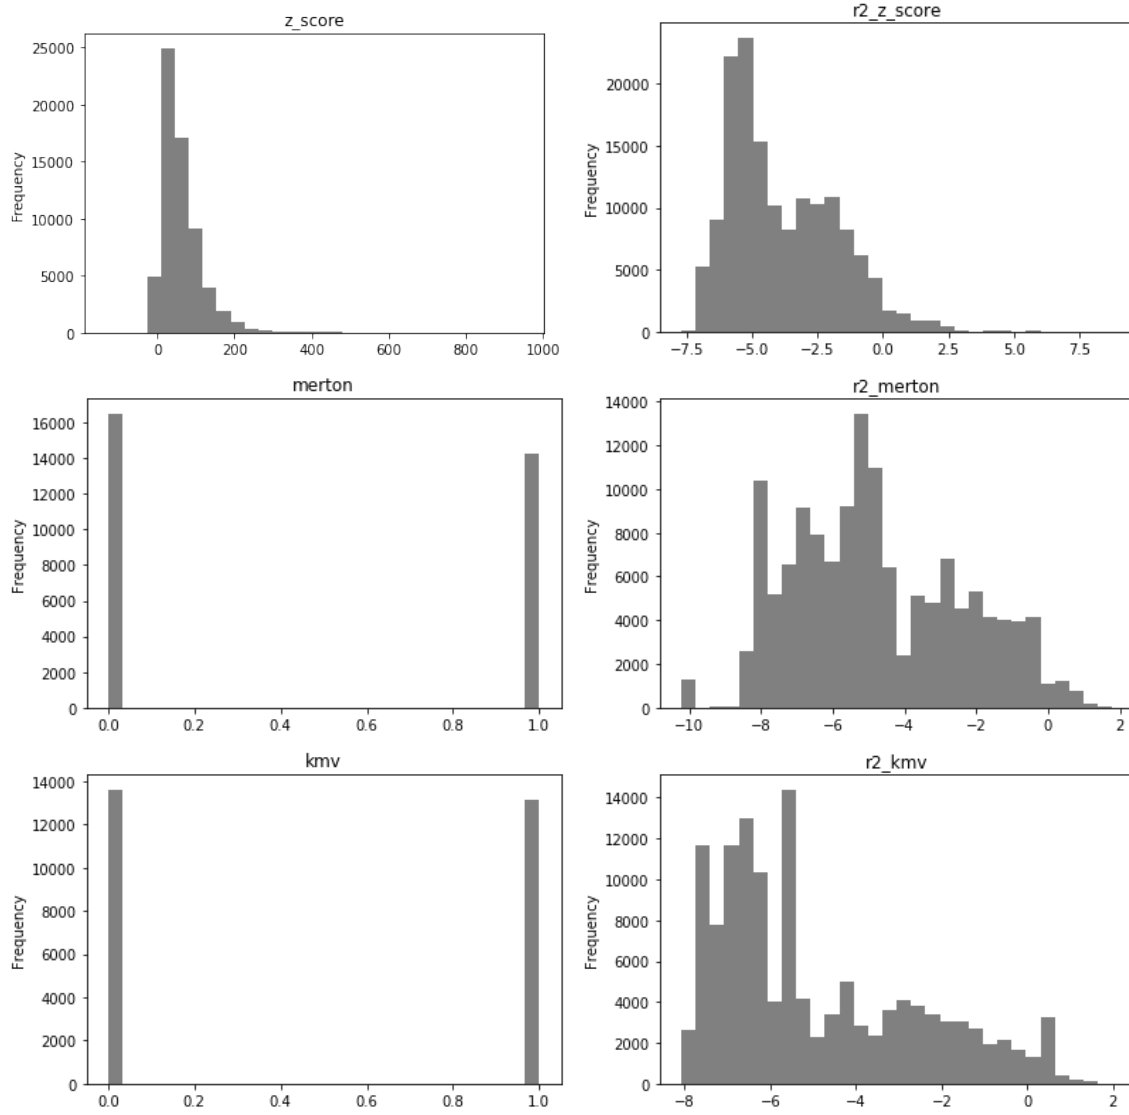 z_score
25000
20000
15000
10000
5000
0
Frequency
0 200 400 600 800 1000
r2_z_score
20000
15000
10000
5000
0
Frequency
−7.5 −5.0 −2.5 0.0 2.5 5.0 7.5
merton
16000
14000
12000
10000
8000
6000
4000
2000
0
Frequency
0.0 0.2 0.4 0.6 0.8 1.0
r2_merton
14000
12000
10000
8000
6000
4000
2000
0
Frequency
−10 −8 −6 −4 −2 0 2
kmv
14000
12000
10000
8000
6000
4000
2000
0
Frequency
0.0 0.2 0.4 0.6 0.8 1.0
r2_kmv
14000
12000
10000
8000
6000
4000
2000
0
Frequency
−8 −6 −4 −2 0 2